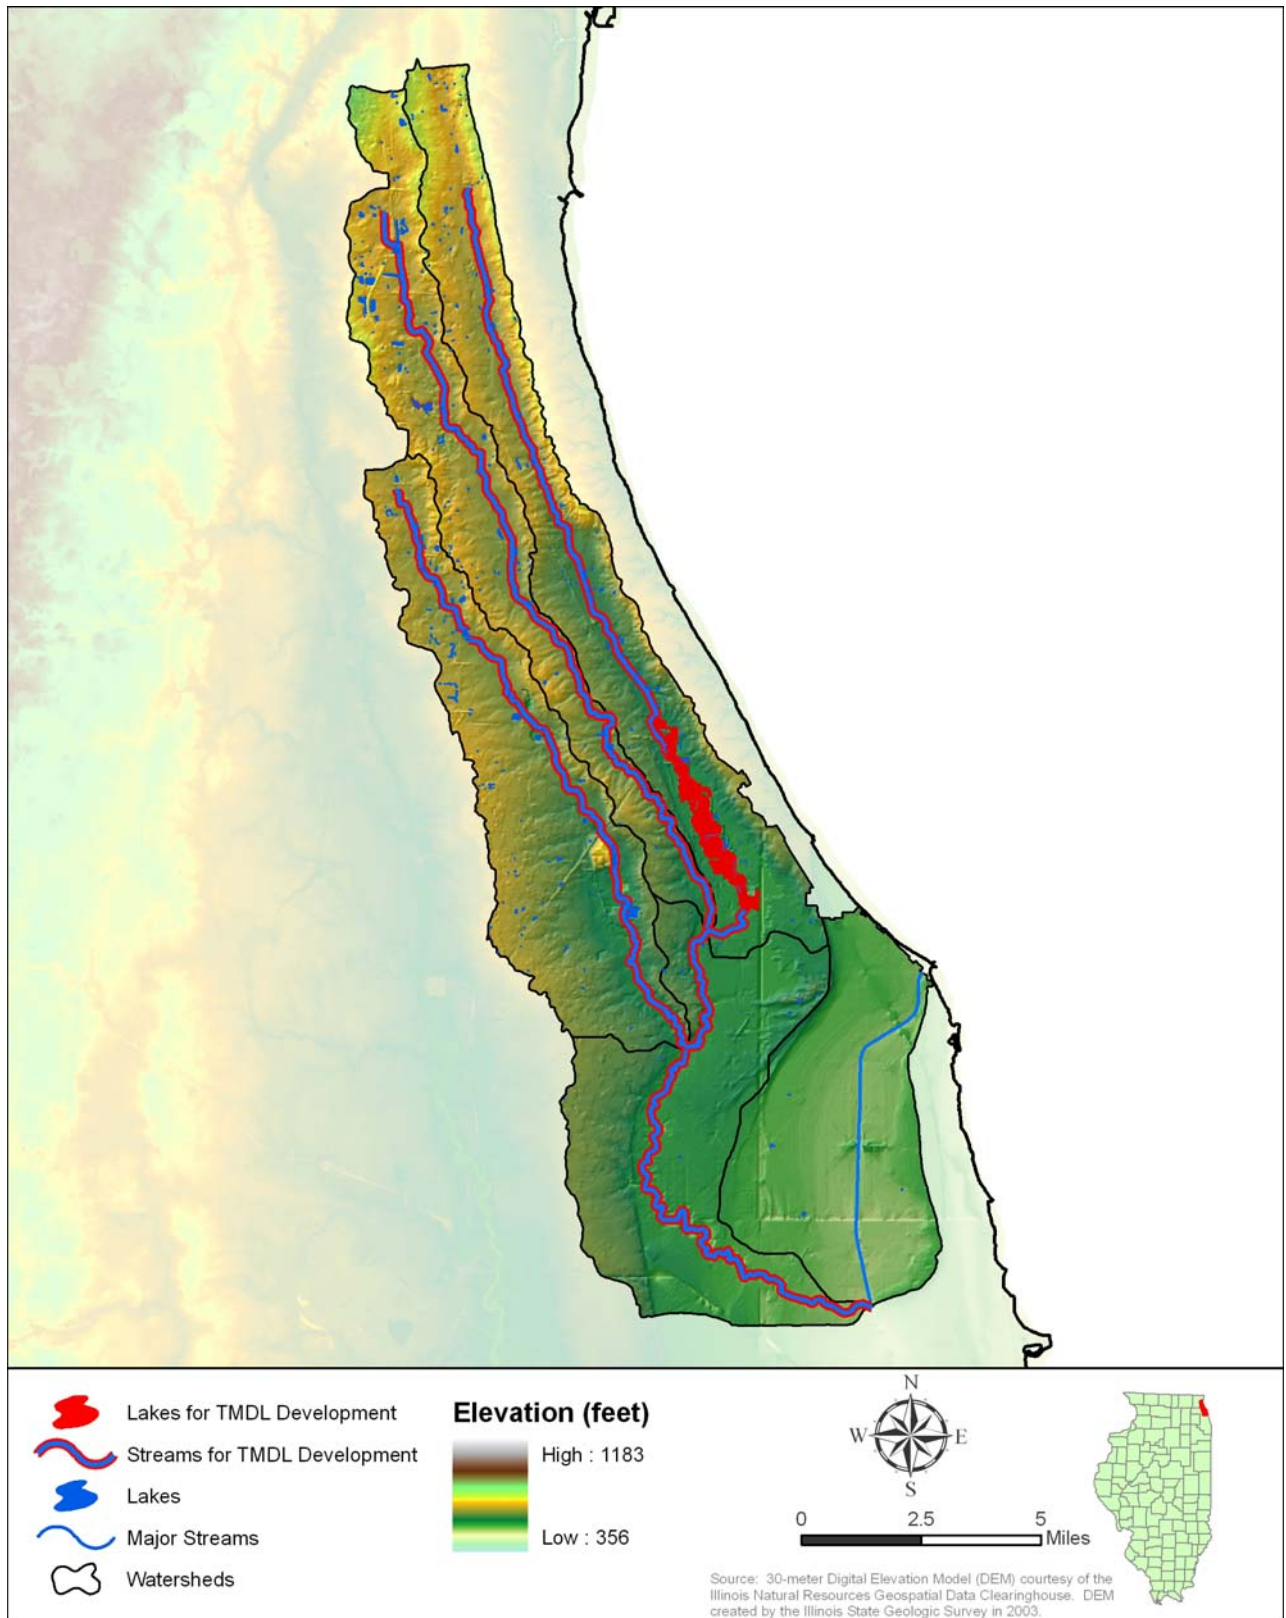 Lakes for TMDL Development
Streams for TMDL Development
Lakes
Major Streams
Watersheds
Elevation (feet)
High : 1183
Low : 356
N
W
E
S
0
2.5
5
Miles
Source: 30-meter Digital Elevation Model (DEM) courtesy of the
Illinois Natural Resources Geospatial Data Clearinghouse. DEM
created by the Illinois State Geologic Survey in 2003.